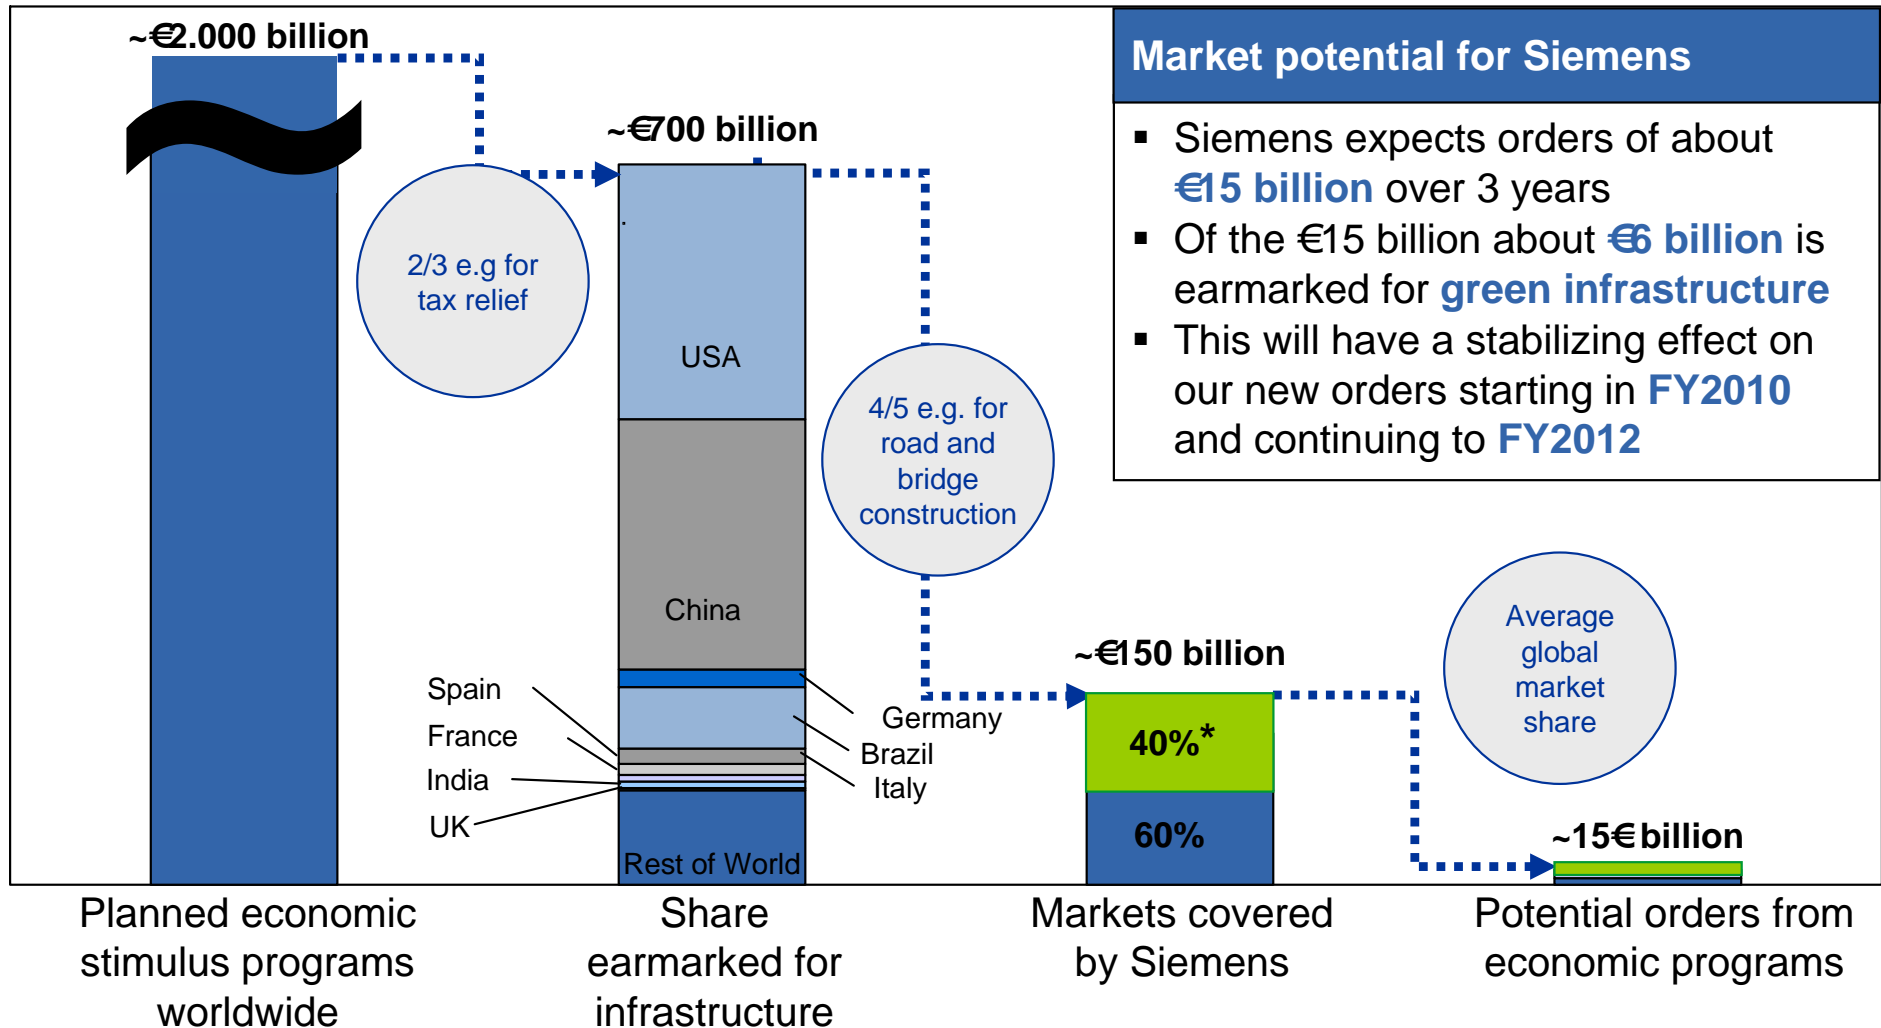 ~€2.000 billion
~€700 billion
2/3 e.g for
tax relief
USA
China
Spain
France
India
UK
Germany
Brazil
Italy
Rest of World
4/5 e.g. for
road and
bridge
construction
~€150 billion
40%*
60%
Average
global
market
share
~15€ billion
Market potential for Siemens
▪ Siemens expects orders of about
€15 billion over 3 years
▪ Of the €15 billion about €6 billion is
earmarked for green infrastructure
▪ This will have a stabilizing effect on
our new orders starting in FY2010
and continuing to FY2012
Planned economic
stimulus programs
worldwide
Share
earmarked for
infrastructure
Markets covered
by Siemens
Potential orders from
economic programs